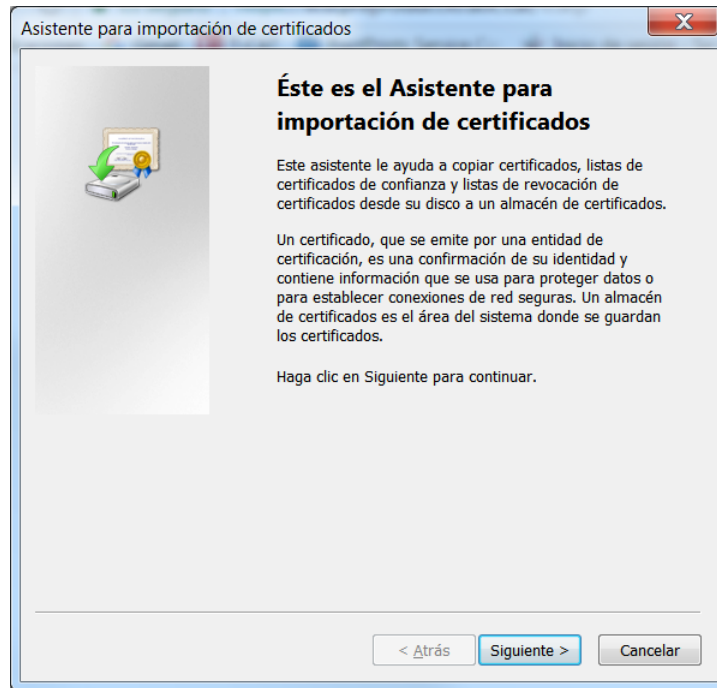 Asistente para importación de certificados
Éste es el Asistente para
importación de certificados
Este asistente le ayuda a copiar certificados, listas de
certificados de confianza y listas de revocación de
certificados desde su disco a un almacén de certificados.
Un certificado, que se emite por una entidad de
certificación, es una confirmación de su identidad y
contiene información que se usa para proteger datos o
para establecer conexiones de red seguras. Un almacén
de certificados es el área del sistema donde se guardan
los certificados.
Haga clic en Siguiente para continuar.
< Atrás
Siguiente >
Cancelar